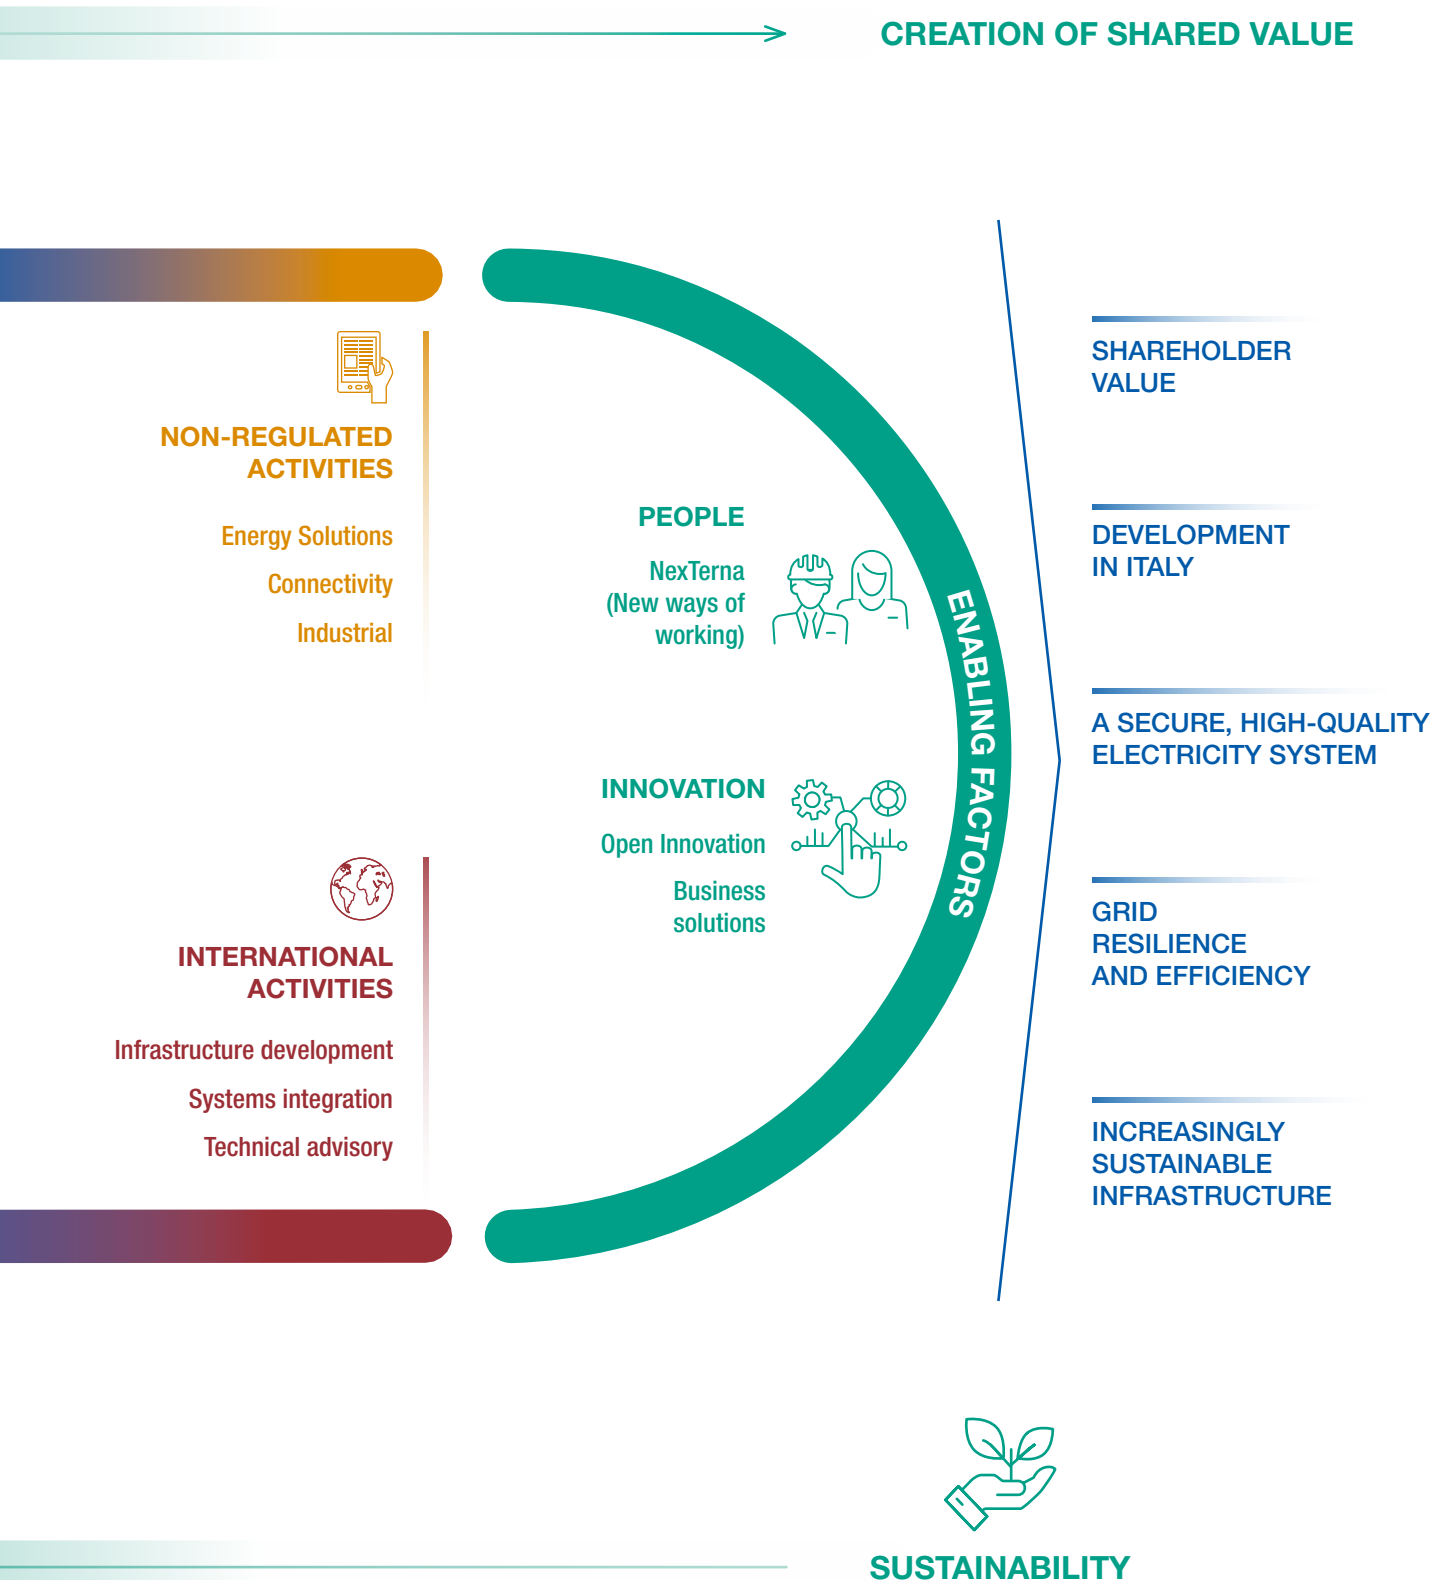 CREATION OF SHARED VALUE
NON-REGULATED
ACTIVITIES
Energy Solutions
Connectivity
Industrial
INTERNATIONAL
ACTIVITIES
Infrastructure development
Systems integration
Technical advisory
PEOPLE
NexTerna
(New ways of
working)
INNOVATION
Open Innovation
Business
solutions
ENABLING FACTORS
SHAREHOLDER
VALUE
DEVELOPMENT
IN ITALY
A SECURE, HIGH-QUALITY
ELECTRICITY SYSTEM
GRID
RESILIENCE
AND EFFICIENCY
INCREASINGLY
SUSTAINABLE
INFRASTRUCTURE
SUSTAINABILITY